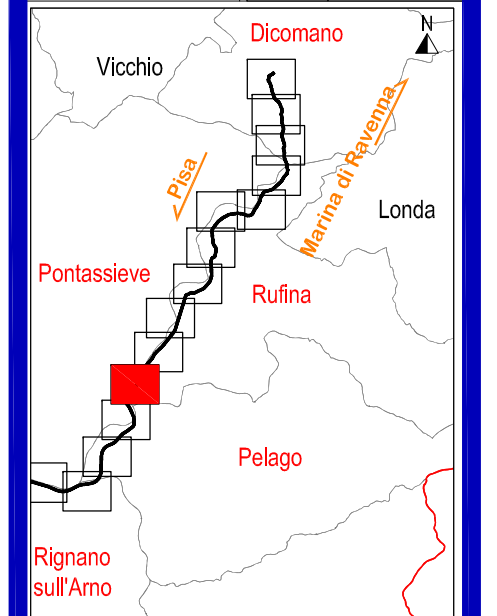 Dicomano
N
Vicchio
Marina di Ravenna
Pisa
Londa
Pontassieve
Rufina
Pelago
Rignano
sull'Arno